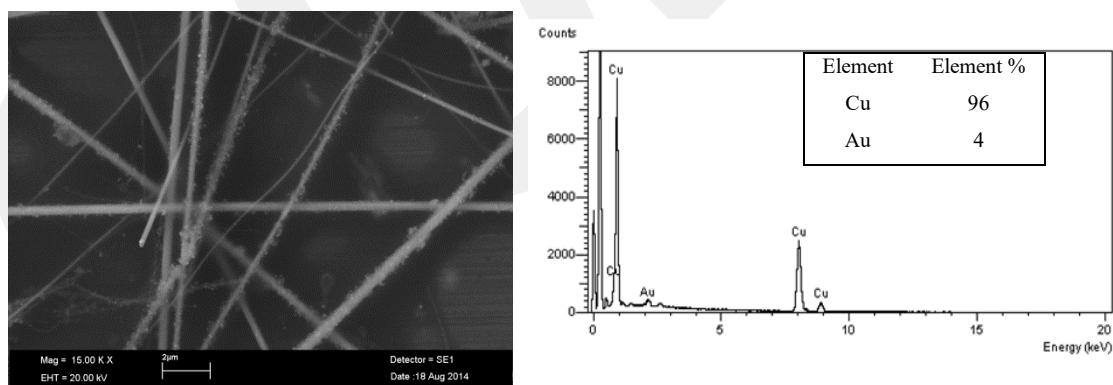 Mag = 15.00 K X
2µm
Detector = SE1
EHT = 20.00 kV
Date :18 Aug 2014
Counts
8000
6000
4000
2000
0
Cu
Cu
Au
Cu
Cu
Element Element %
Cu 96
Au 4
0 5 10 15 20
Energy (keV)